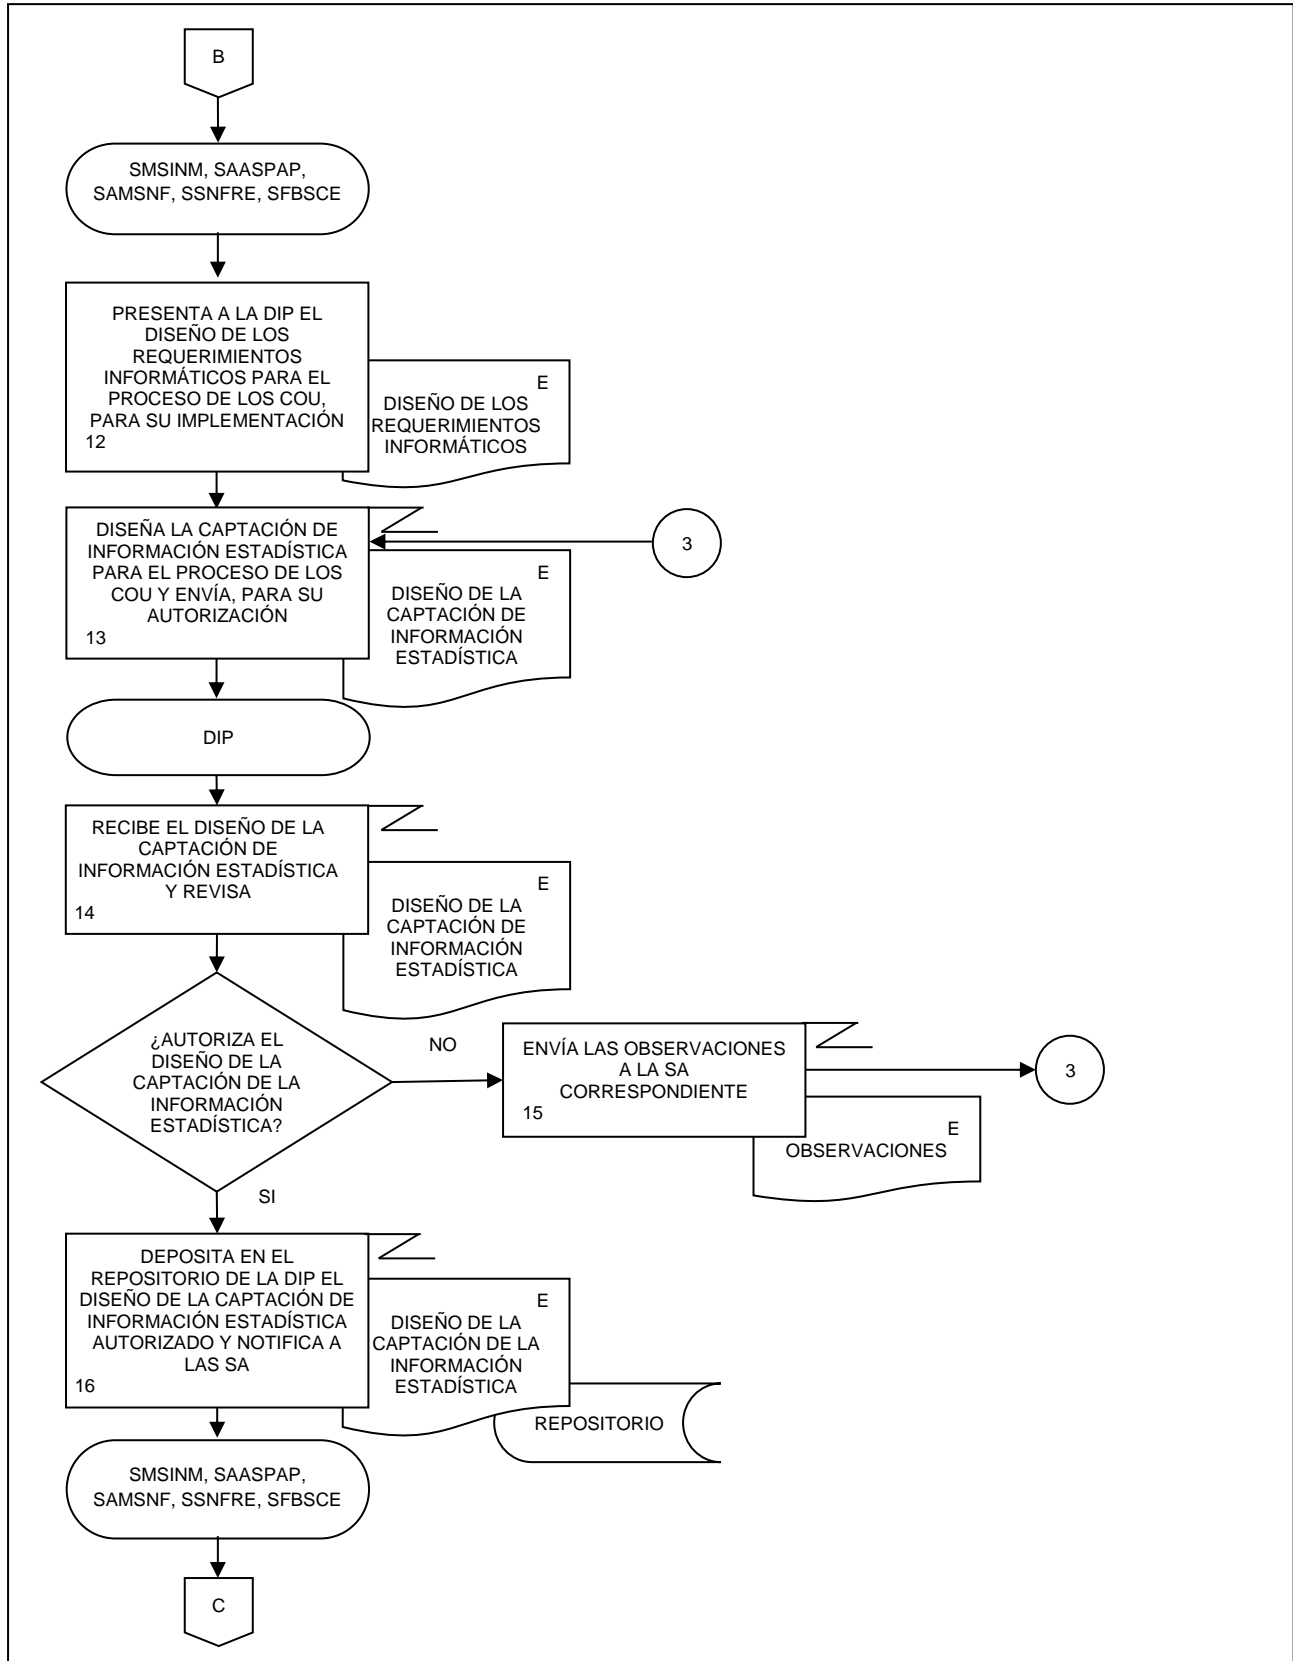 B
SMSINM, SAASPAP,
SAMSNF, SSNFRE, SFBSCE
PRESENTA A LA DIP EL
DISEÑO DE LOS
REQUERIMIENTOS
INFORMÁTICOS PARA EL
PROCESO DE LOS COU,
PARA SU IMPLEMENTACIÓN
12
E
DISEÑO DE LOS
REQUERIMIENTOS
INFORMÁTICOS
DISEÑA LA CAPTACIÓN DE
INFORMACIÓN ESTADÍSTICA
PARA EL PROCESO DE LOS
COU Y ENVÍA, PARA SU
AUTORIZACIÓN
13
3
E
DISEÑO DE LA
CAPTACIÓN DE
INFORMACIÓN
ESTADÍSTICA
DIP
RECIBE EL DISEÑO DE LA
CAPTACIÓN DE
INFORMACIÓN ESTADÍSTICA
Y REVISA
14
E
DISEÑO DE LA
CAPTACIÓN DE
INFORMACIÓN
ESTADÍSTICA
¿AUTORIZA EL
DISEÑO DE LA
CAPTACIÓN DE LA
INFORMACIÓN
ESTADÍSTICA?
NO
ENVÍA LAS OBSERVACIONES
A LA SA
CORRESPONDIENTE
15
3
E
OBSERVACIONES
SI
DEPOSITA EN EL
REPOSITORIO DE LA DIP EL
DISEÑO DE LA CAPTACIÓN DE
INFORMACIÓN ESTADÍSTICA
AUTORIZADO Y NOTIFICA A
LAS SA
16
E
DISEÑO DE LA
CAPTACIÓN DE LA
INFORMACIÓN
ESTADÍSTICA
REPOSITORIO
SMSINM, SAASPAP,
SAMSNF, SSNFRE, SFBSCE
C